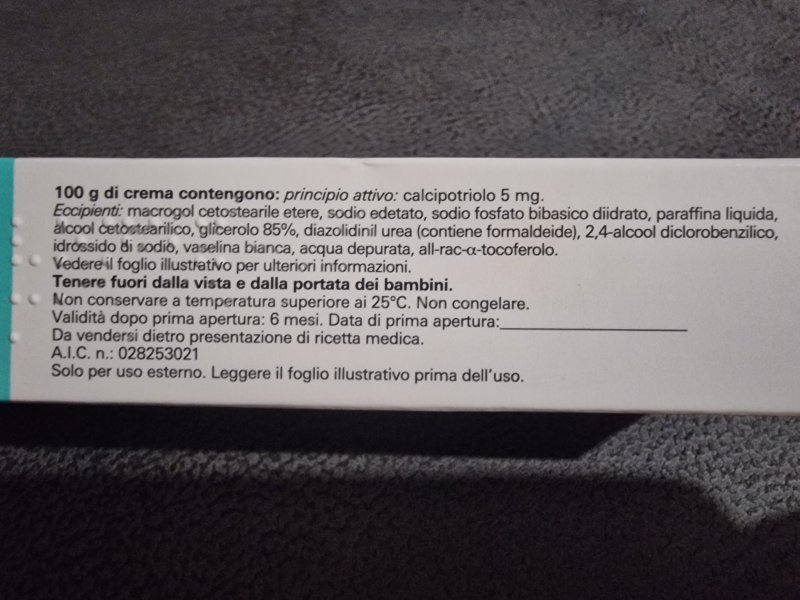 100 g di crema contengono: principio attivo: calcipotriolo 5 mg.
Eccipienti: macrogol cetostearile etere, sodio edetato, sodio fosfato bibasico diidrato, paraffina liquida,
alcool cetostearilico, glicerolo 85%, diazolidinil urea (contiene formaldeide), 2,4-alcool diclorobenzilico,
idrossido di sodio, vaselina bianca, acqua depurata, all-rac-α-tocoferolo.
Vedere il foglio illustrativo per ulteriori informazioni.
Tenere fuori dalla vista e dalla portata dei bambini.
Non conservare a temperatura superiore ai 25°C. Non congelare.
Validità dopo prima apertura: 6 mesi. Data di prima apertura:____________________
Da vendersi dietro presentazione di ricetta medica.
A.I.C. n.: 028253021
Solo per uso esterno. Leggere il foglio illustrativo prima dell'uso.